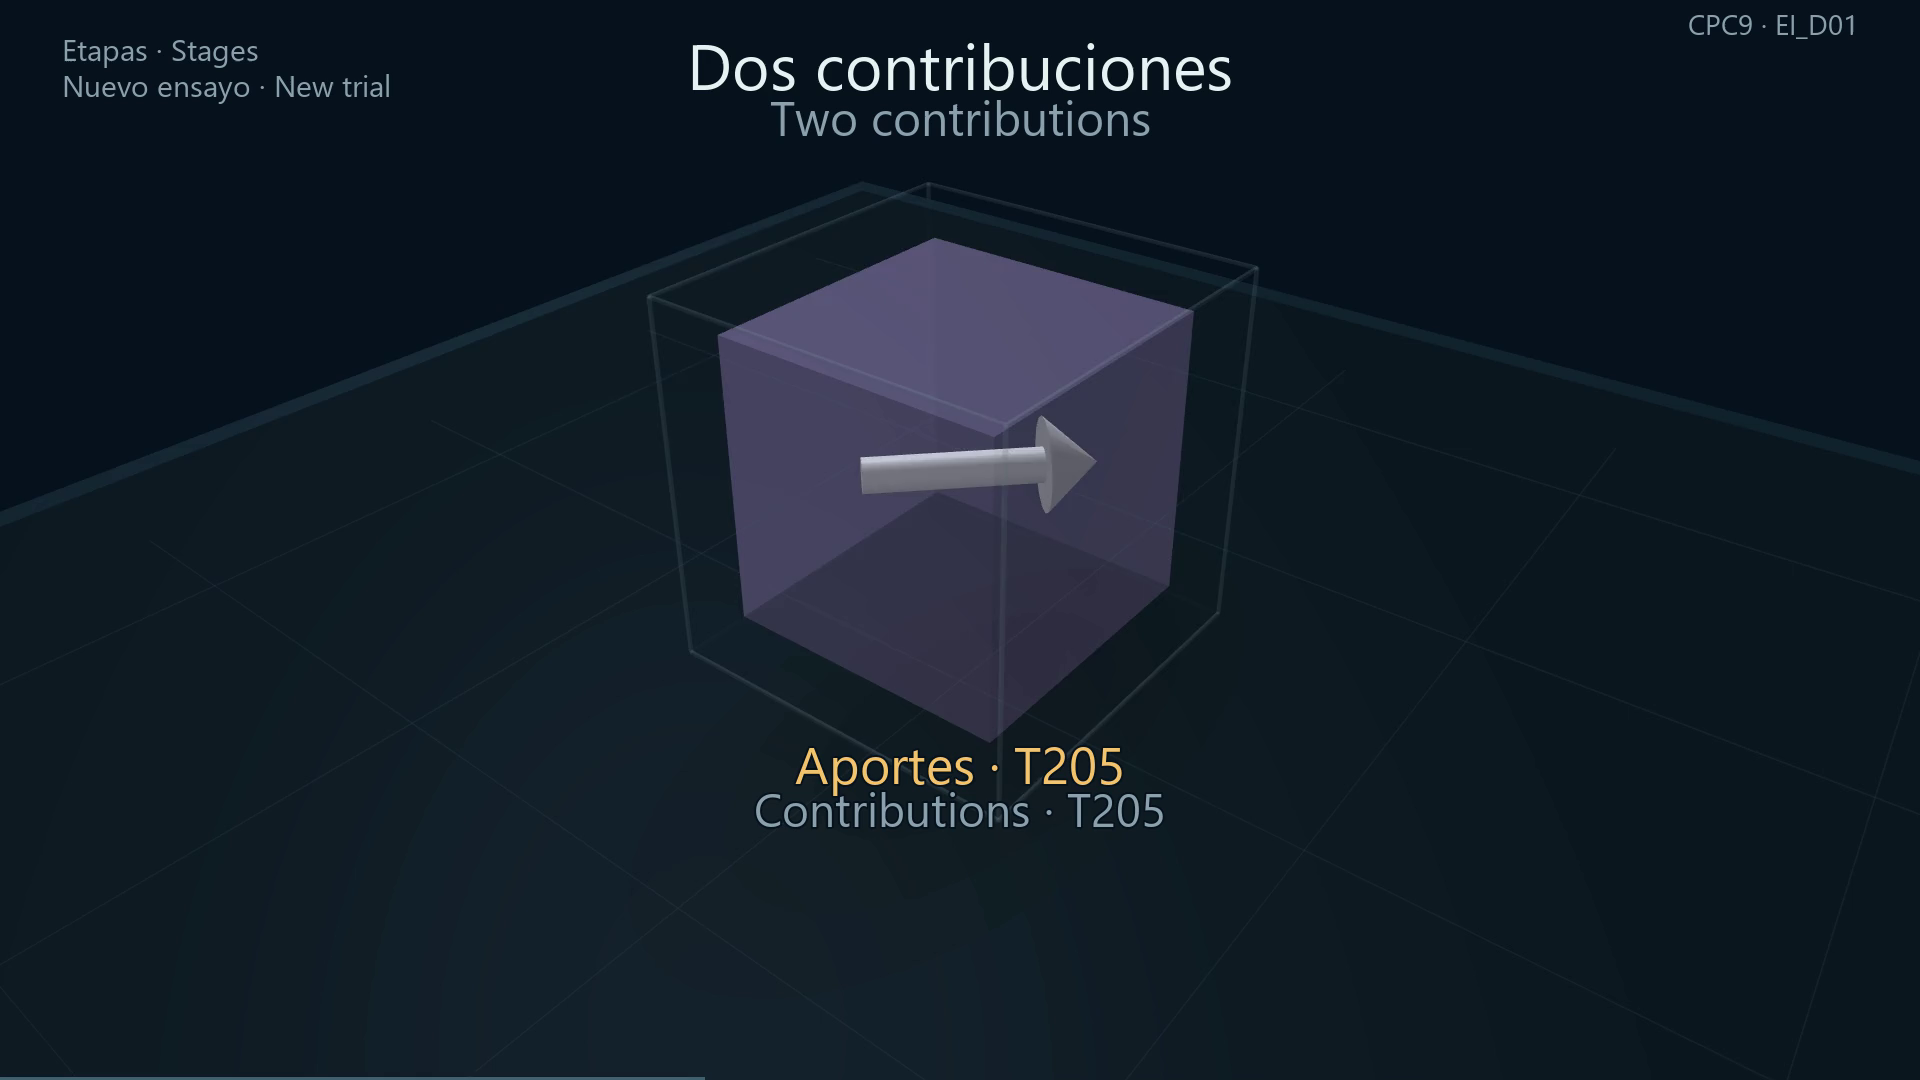 Etapas · Stages
Nuevo ensayo · New trial
Dos contribuciones
Two contributions
CPC9 · EI_D01
Aportes · T205
Contributions · T205